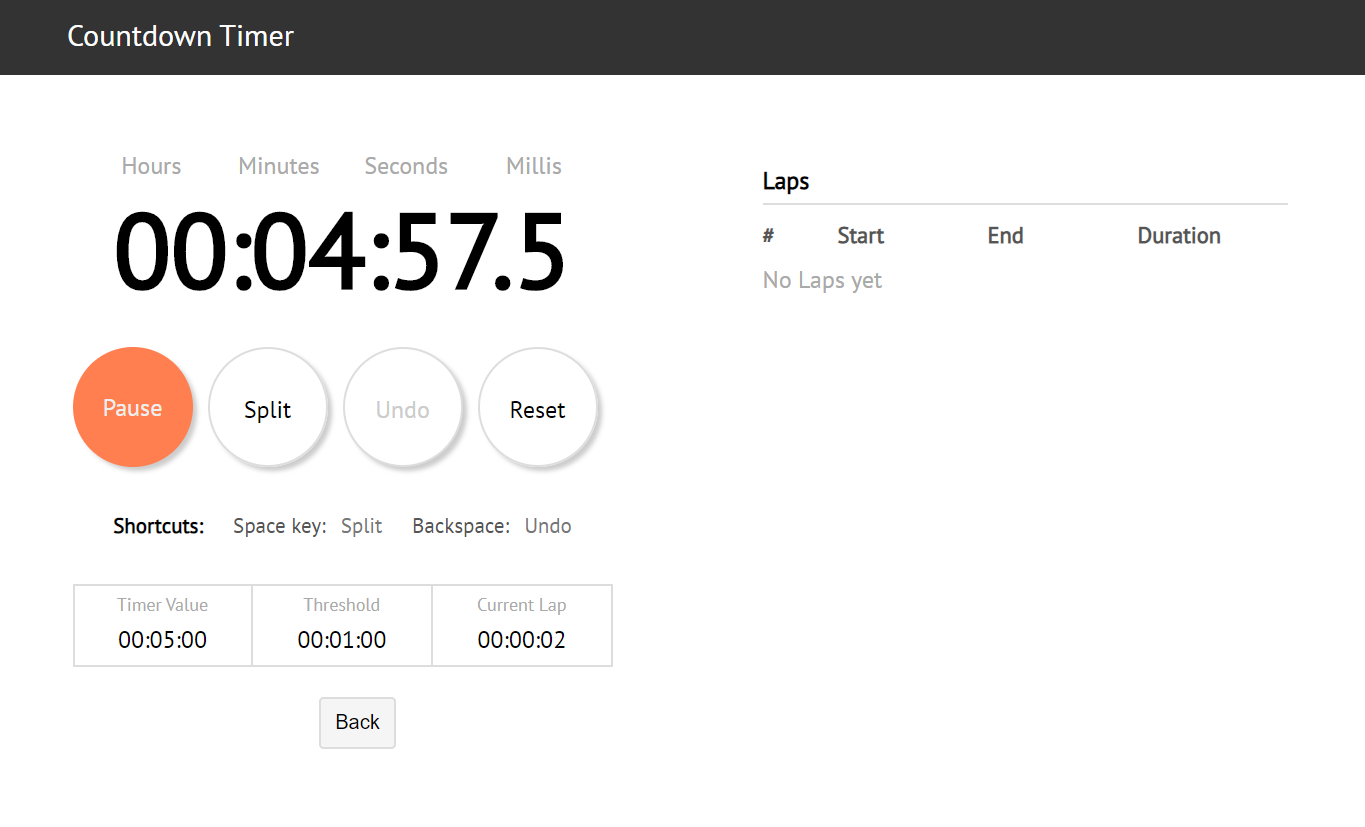 Countdown Timer
Hours Minutes Seconds Millis
00:04:57.5
Pause Split Undo Reset
Shortcuts: Space key: Split Backspace: Undo
Timer Value Threshold Current Lap
00:05:00 00:01:00 00:00:02
Back
Laps
# Start End Duration
No Laps yet